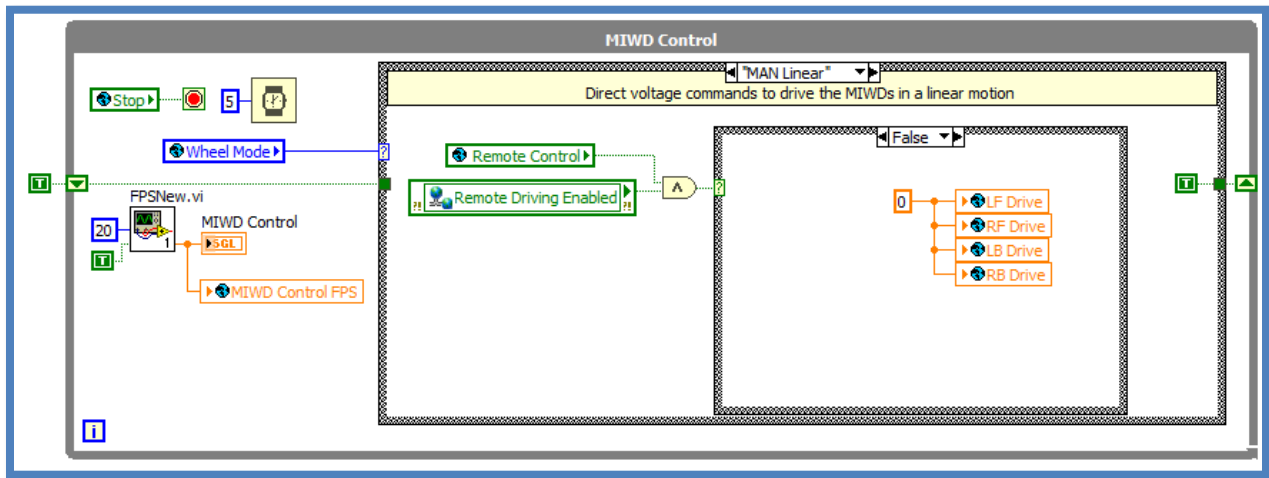 MIWD Control
"MAN Linear"
Direct voltage commands to drive the MIWDs in a linear motion
Stop
5
Wheel Mode
?
Remote Control
False
T
Remote Driving Enabled
?!
?!
?
T
FPSNew.vi
20
1
MIWD Control
SGL
T
MIWD Control FPS
0
LF Drive
RF Drive
LB Drive
RB Drive
i